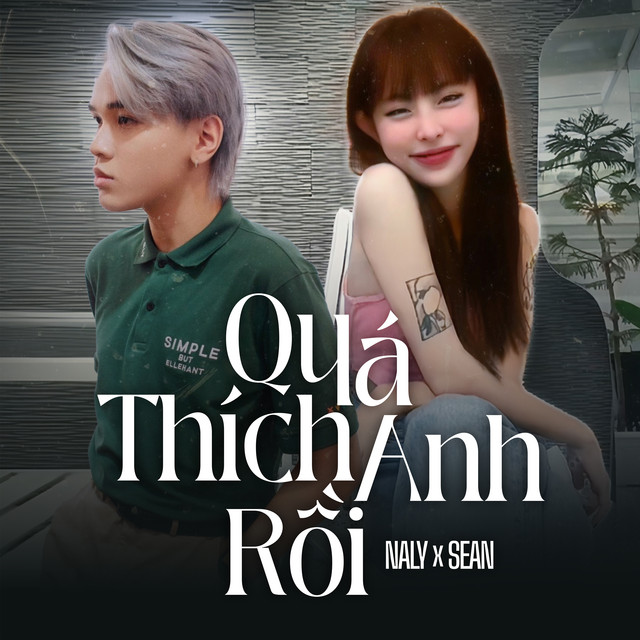 SIMPLE
BUT
ELLEHANT
Quá
Thích Anh
Rồi
NALY x SEAN